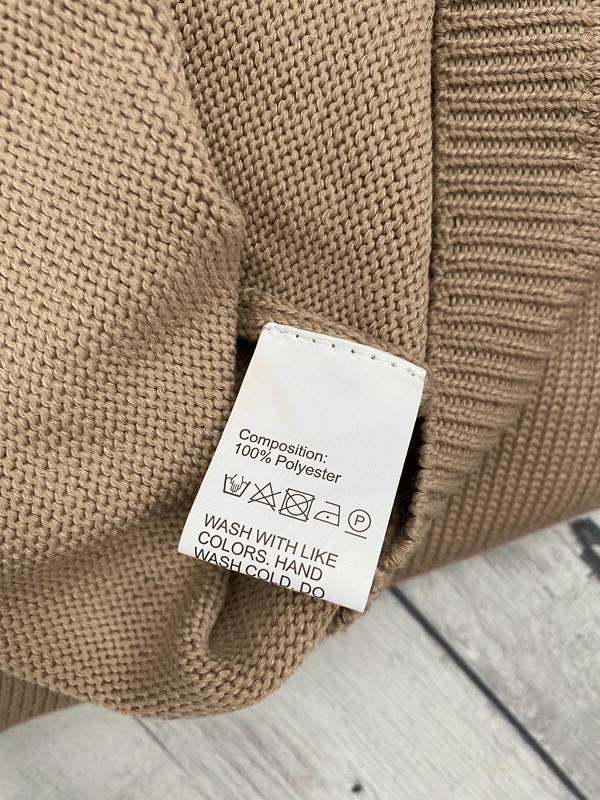 Composition:
100% Polyester
P
WASH WITH LIKE
COLORS. HAND
WASH COLD. DO